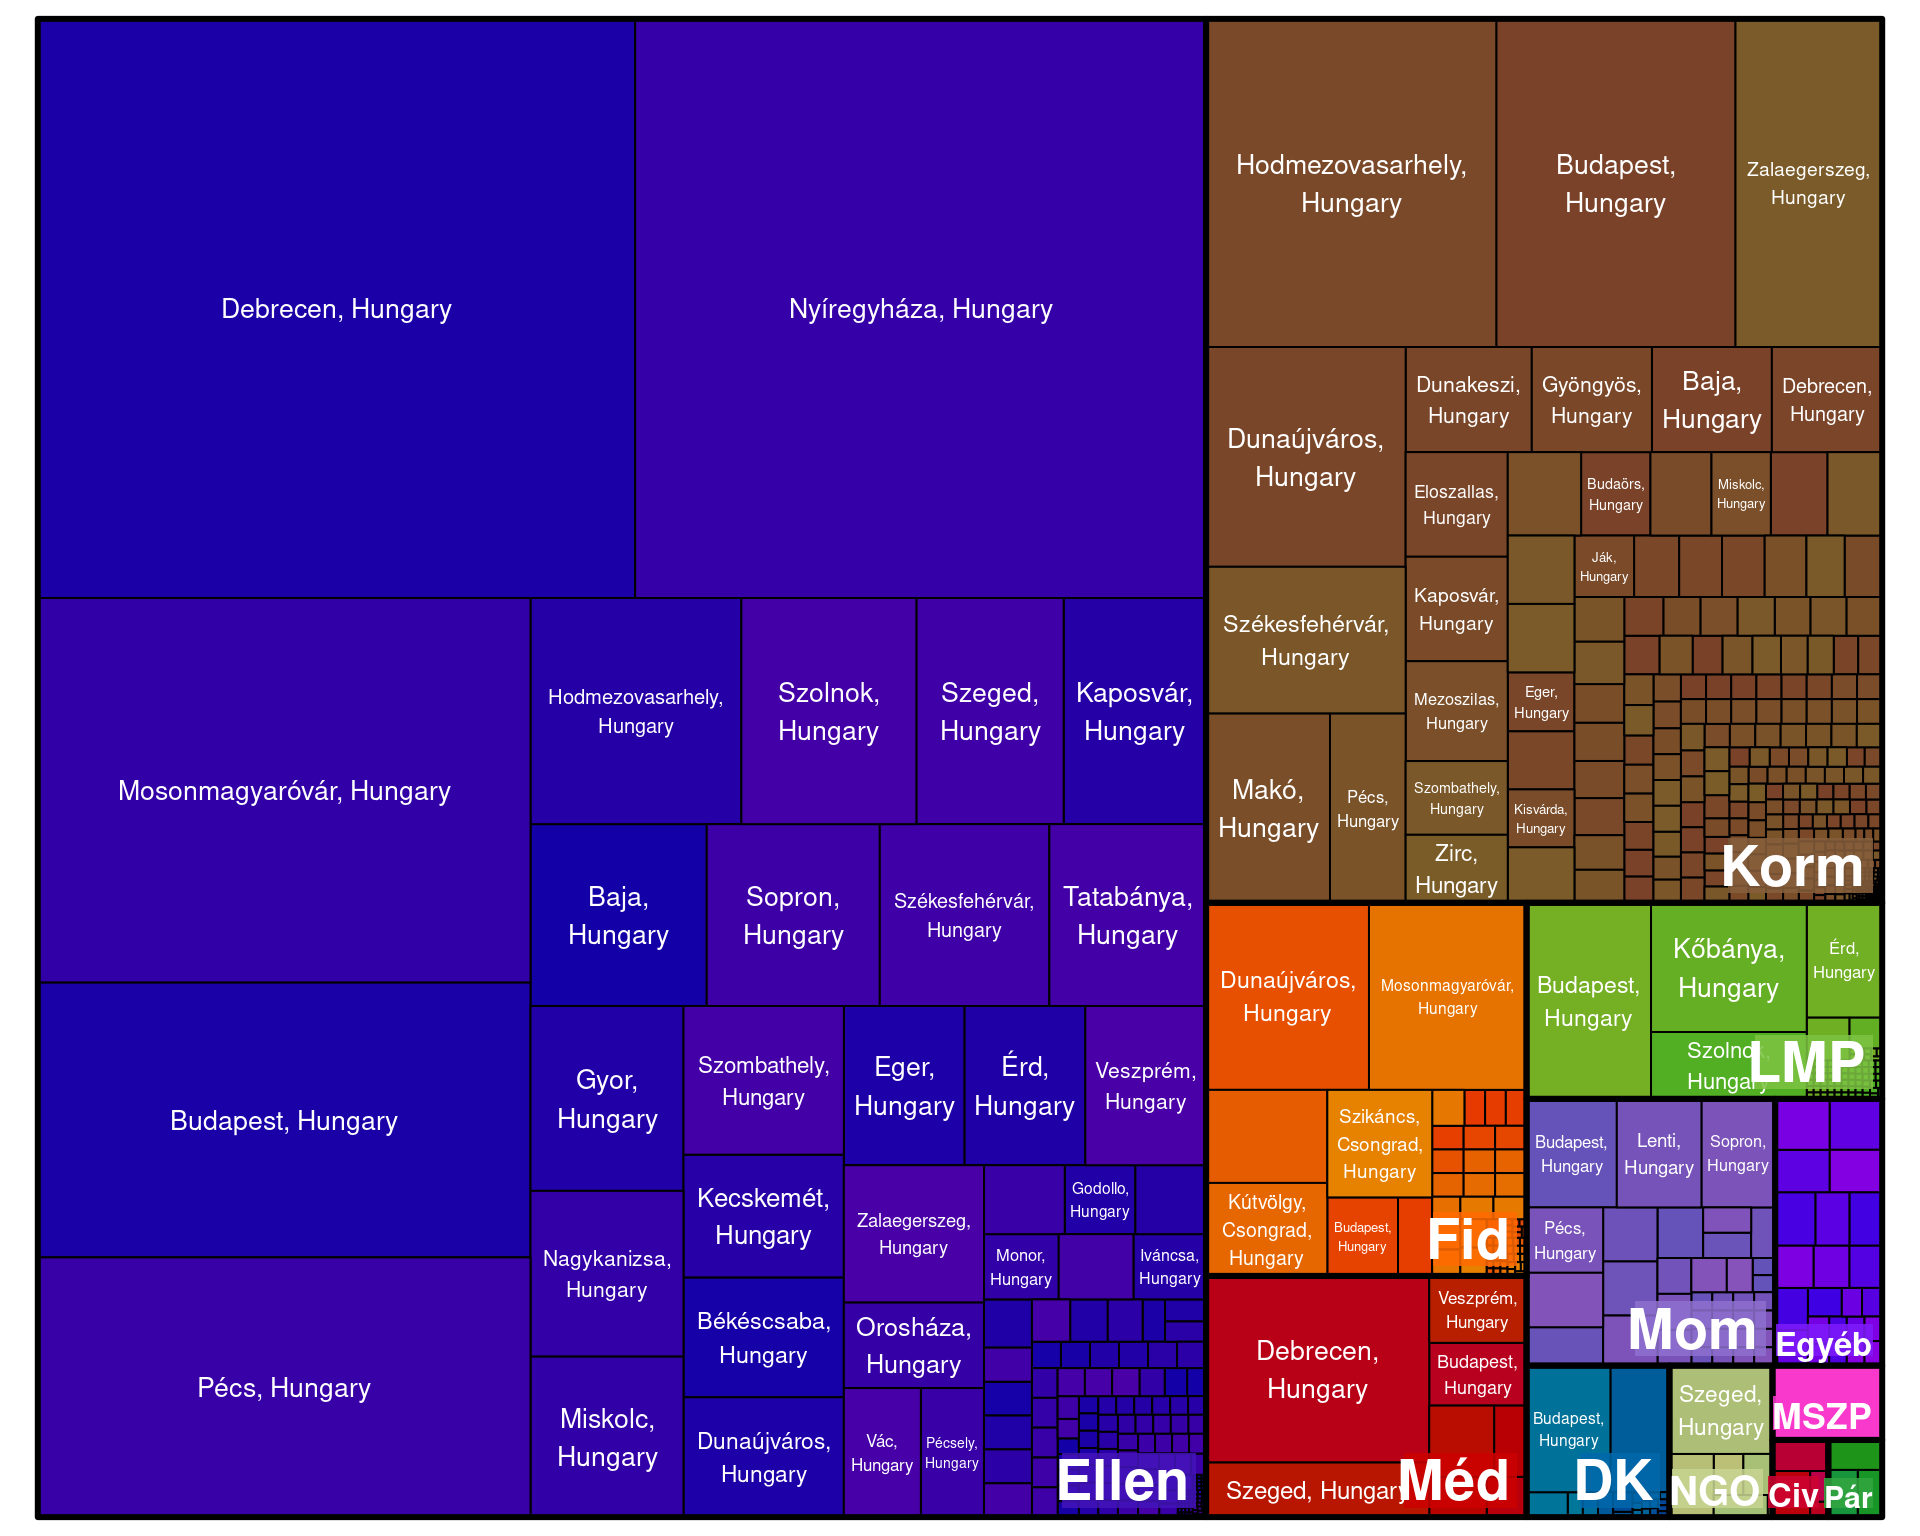 Debrecen, Hungary
Nyíregyháza, Hungary
Mosonmagyaróvár, Hungary
Budapest, Hungary
Pécs, Hungary
Hodmezovasarhely,
Hungary
Szolnok,
Hungary
Szeged,
Hungary
Kaposvár,
Hungary
Baja,
Hungary
Sopron,
Hungary
Székesfehérvár,
Hungary
Tatabánya,
Hungary
Gyor,
Hungary
Nagykanizsa,
Hungary
Miskolc,
Hungary
Szombathely,
Hungary
Kecskemét,
Hungary
Békéscsaba,
Hungary
Dunaújváros,
Hungary
Eger,
Hungary
Érd,
Hungary
Veszprém,
Hungary
Zalaegerszeg,
Hungary
Orosháza,
Hungary
Vác,
Hungary
Pécsely,
Hungary
Godollo,
Hungary
Monor,
Hungary
Iváncsa,
Hungary
Ellen
Hodmezovasarhely,
Hungary
Budapest,
Hungary
Zalaegerszeg,
Hungary
Dunaújváros,
Hungary
Székesfehérvár,
Hungary
Makó,
Hungary
Pécs,
Hungary
Dunakeszi,
Hungary
Gyöngyös,
Hungary
Baja,
Hungary
Debrecen,
Hungary
Eloszallas,
Hungary
Kaposvár,
Hungary
Mezoszilas,
Hungary
Szombathely,
Hungary
Zirc,
Hungary
Budaörs,
Hungary
Miskolc,
Hungary
Ják,
Hungary
Eger,
Hungary
Kisvárda,
Hungary
Korm
Dunaújváros,
Hungary
Mosonmagyaróvár,
Hungary
Szikáncs,
Csongrad,
Hungary
Kútvölgy,
Csongrad,
Hungary
Budapest,
Hungary
Fid
Budapest,
Hungary
Kőbánya,
Hungary
Érd,
Hungary
Szolnok,
Hungary
LMP
Budapest,
Hungary
Lenti,
Hungary
Sopron,
Hungary
Pécs,
Hungary
Mom
Egyéb
Debrecen,
Hungary
Veszprém,
Hungary
Budapest,
Hungary
Szeged, Hungary
Méd
Budapest,
Hungary
DK
Szeged,
Hungary
NGO
MSZP
Civ
Pár